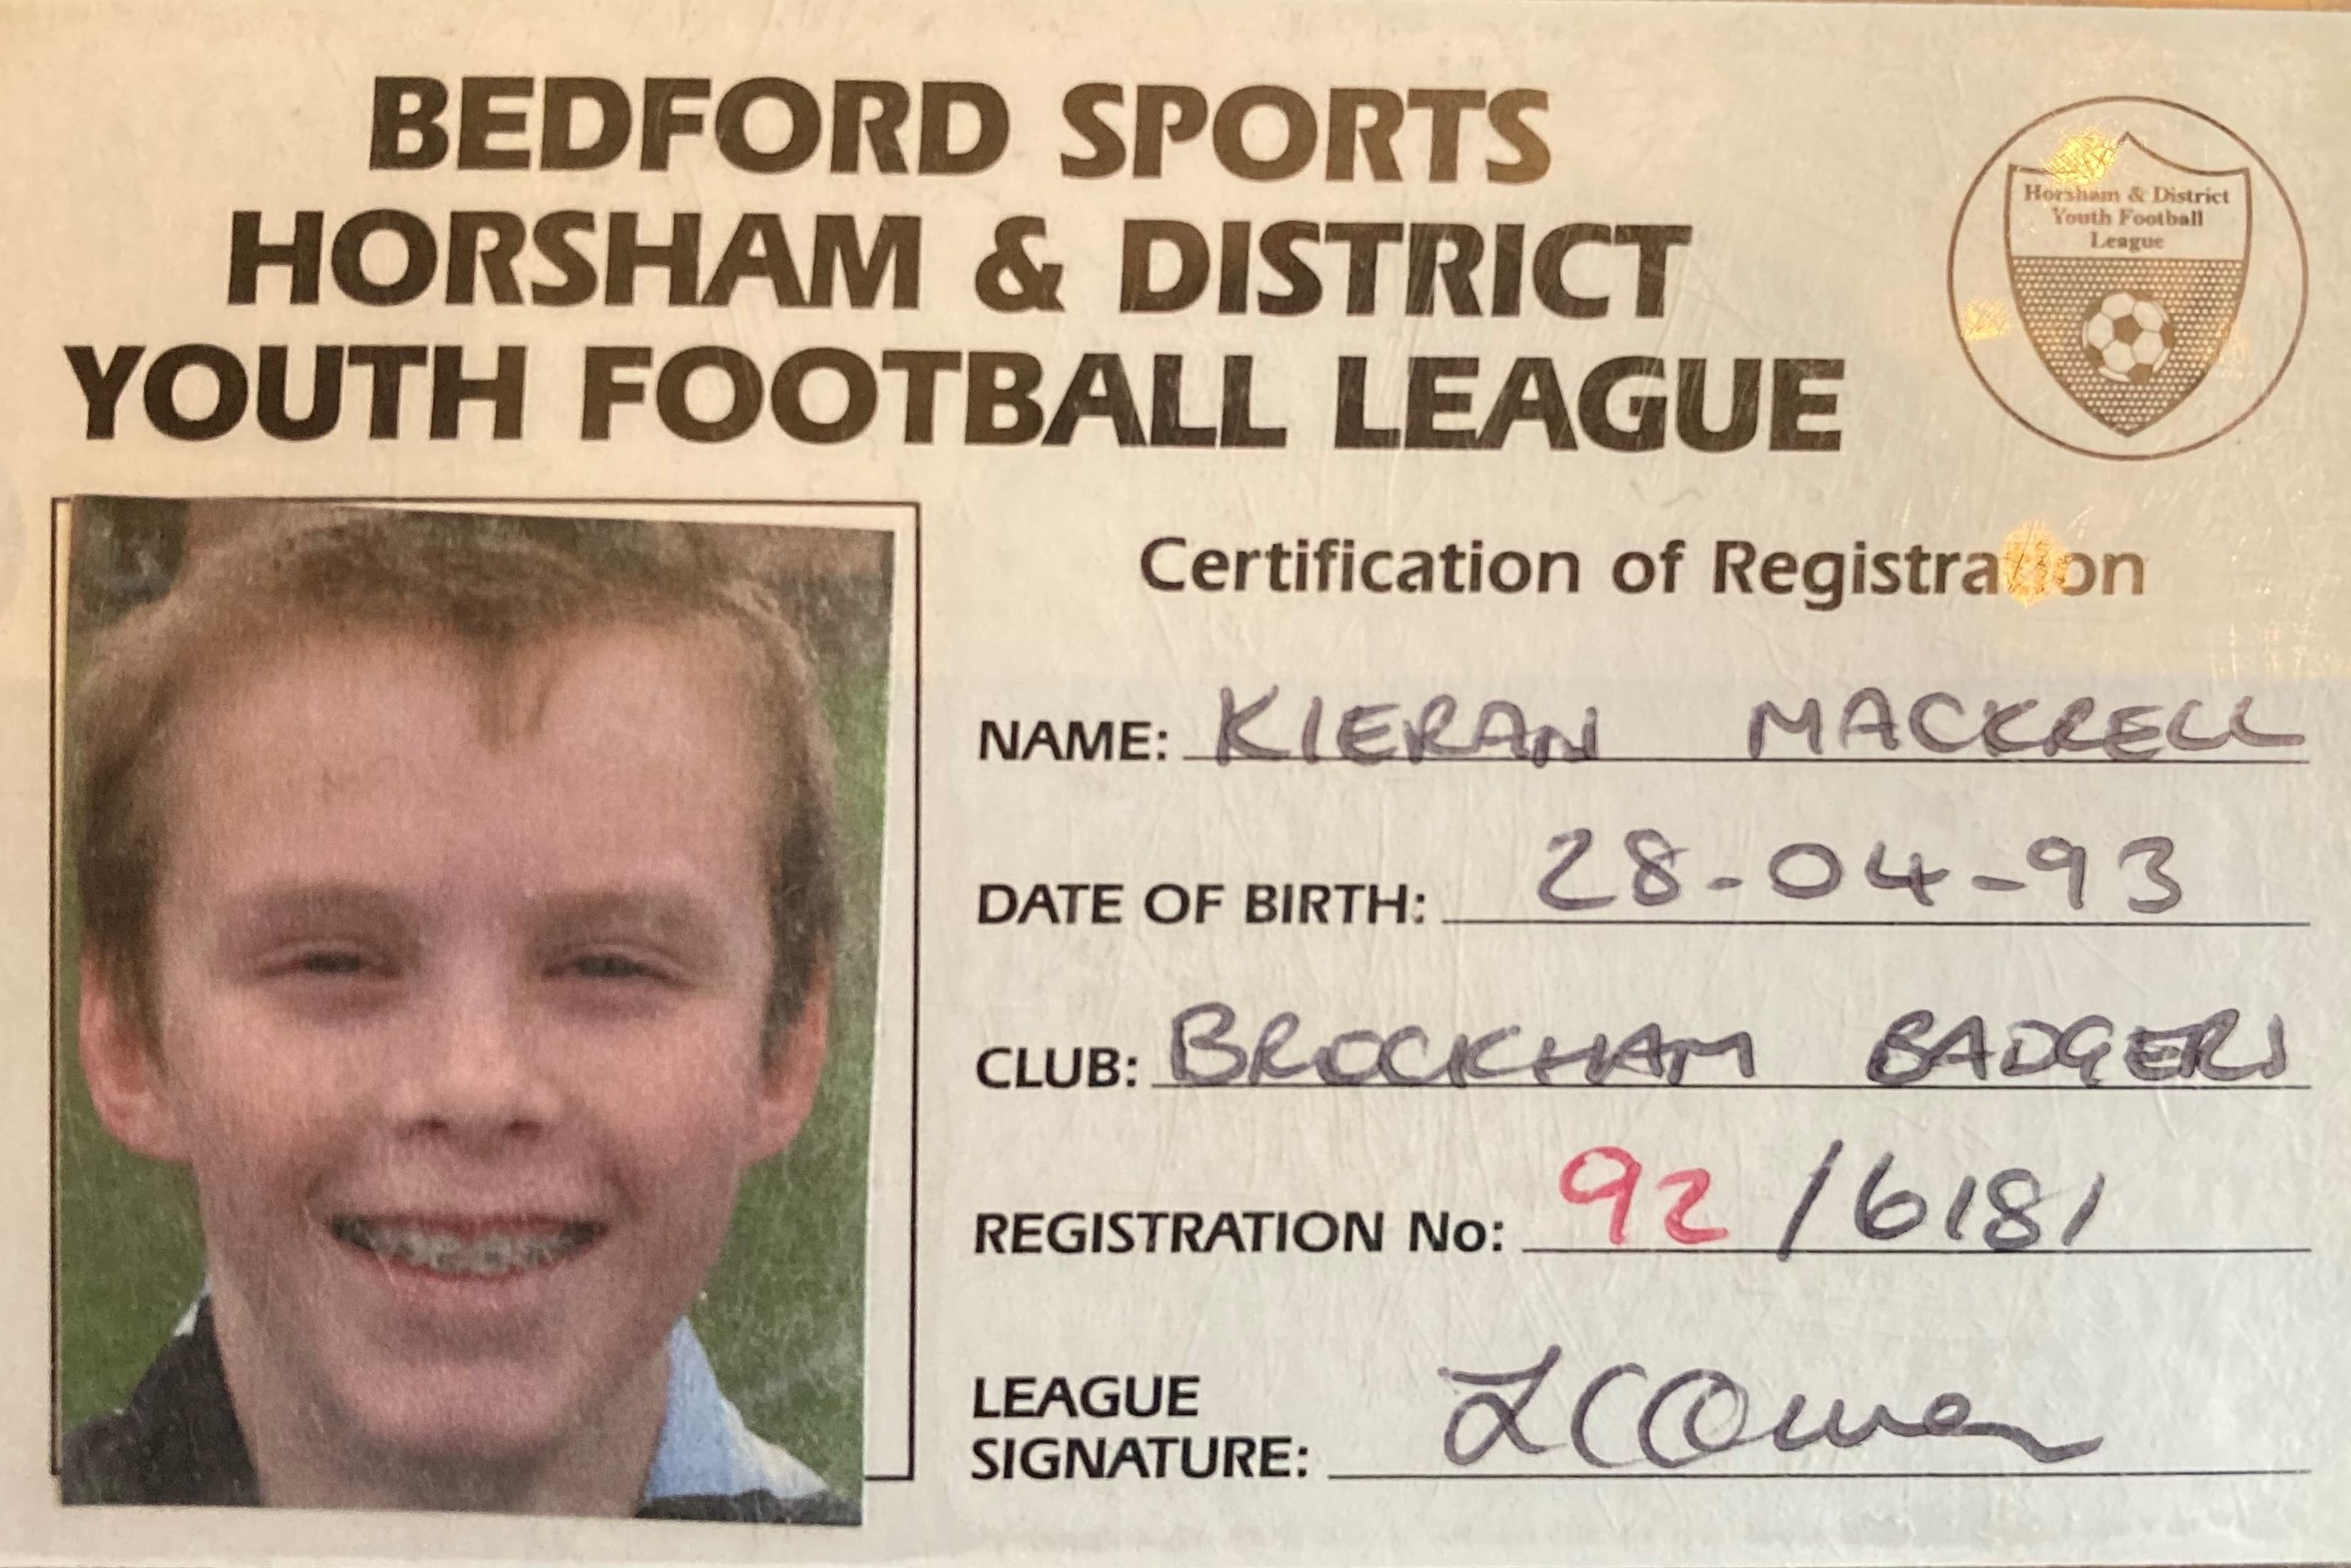 BEDFORD SPORTS
HORSHAM & DISTRICT
YOUTH FOOTBALL LEAGUE
Horsham & District
Youth Football
League
Certification of Registration
NAME: KIERAN MACKRELL
DATE OF BIRTH: 28-04-93
CLUB: BROCKHAM BADGERS
REGISTRATION No: 92/6181
LEAGUE
SIGNATURE: